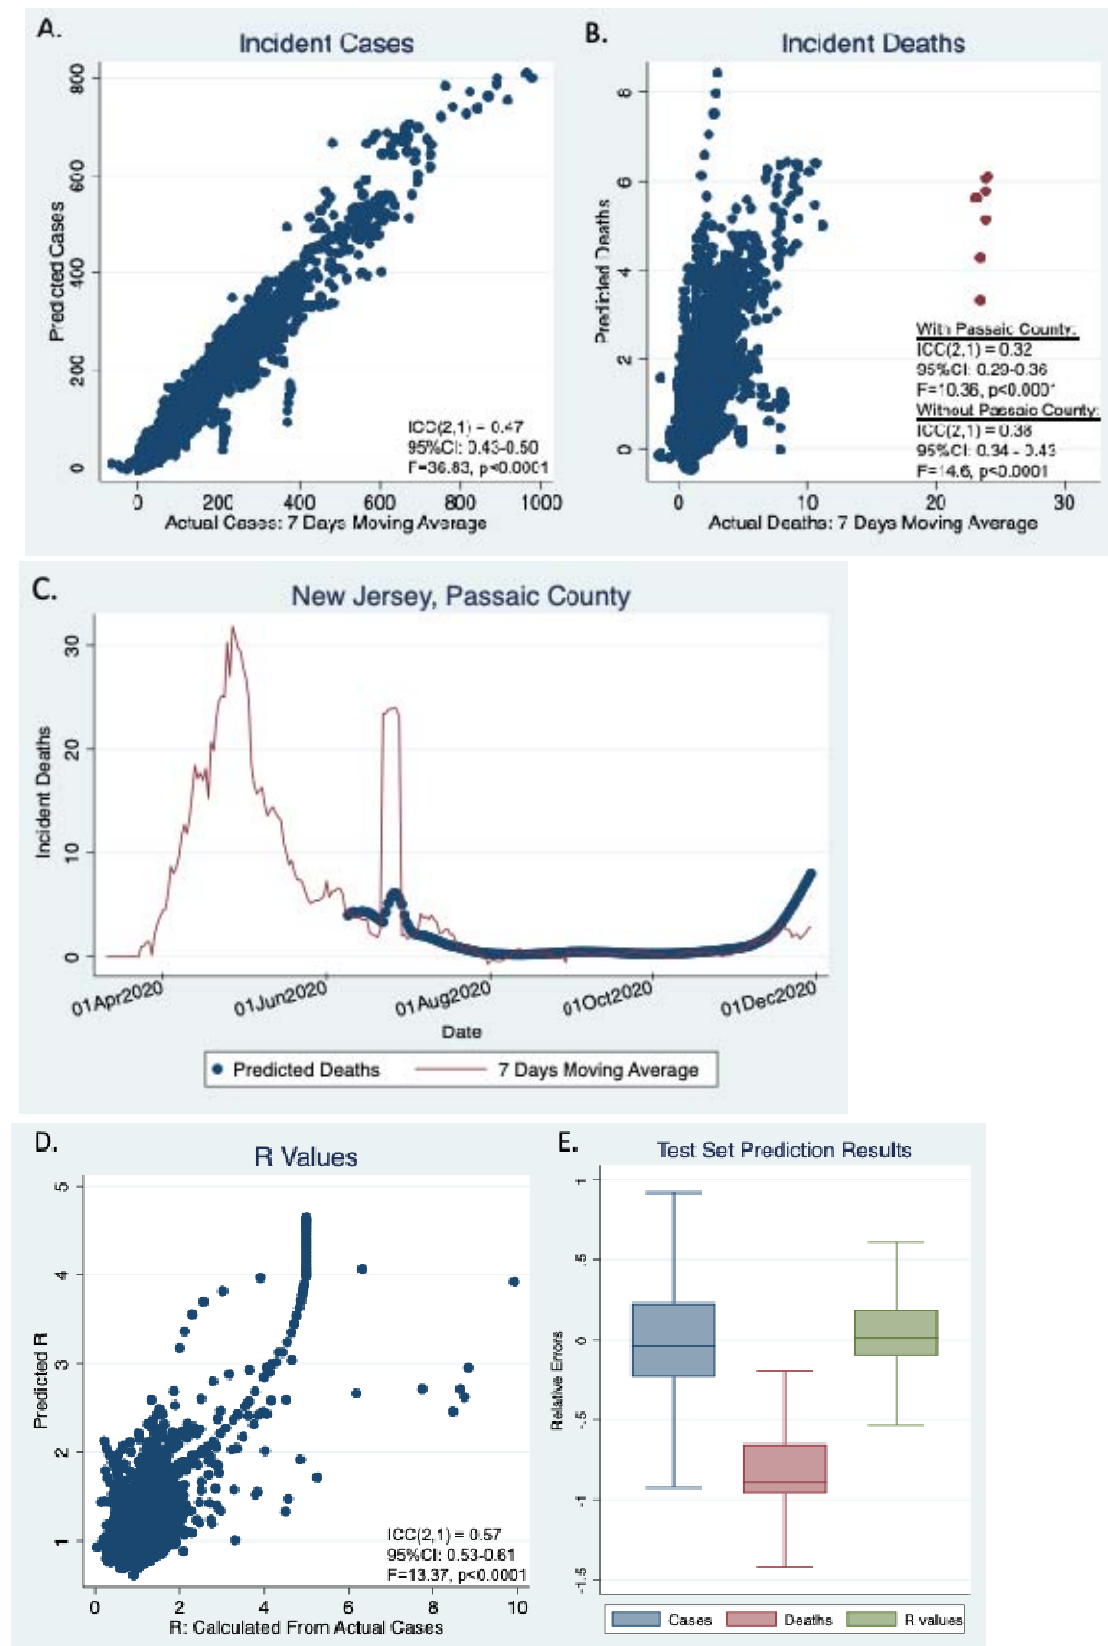 A.
Incident Cases
Predicted Cases
800
600
400
200
0
ICC(2,1) = 0.47
95%CI: 0.43-0.50
F=36.83, p<0.0001
0 200 400 600 800 1000
Actual Cases: 7 Days Moving Average
B.
Incident Deaths
Predicted Deaths
8
6
4
2
0
With Passaic County:
ICC(2,1) = 0.32
95%CI: 0.29-0.36
F=10.36, p<0.0001
Without Passaic County:
ICC(2,1) = 0.38
95%CI: 0.34 - 0.43
F=14.6, p<0.0001
0 10 20 30
Actual Deaths: 7 Days Moving Average
C.
New Jersey, Passaic County
Incident Deaths
30
20
10
0
01Apr2020 01Jun2020 01Aug2020 01Oct2020 01Dec2020
Date
Predicted Deaths 7 Days Moving Average
D.
R Values
Predicted R
5
4
3
2
1
ICC(2,1) = 0.57
95%CI: 0.53-0.61
F=13.37, p<0.0001
0 2 4 6 8 10
R: Calculated From Actual Cases
E.
Test Set Prediction Results
Relative Errors
1
.5
0
-.5
-1
-1.5
Cases Deaths R values